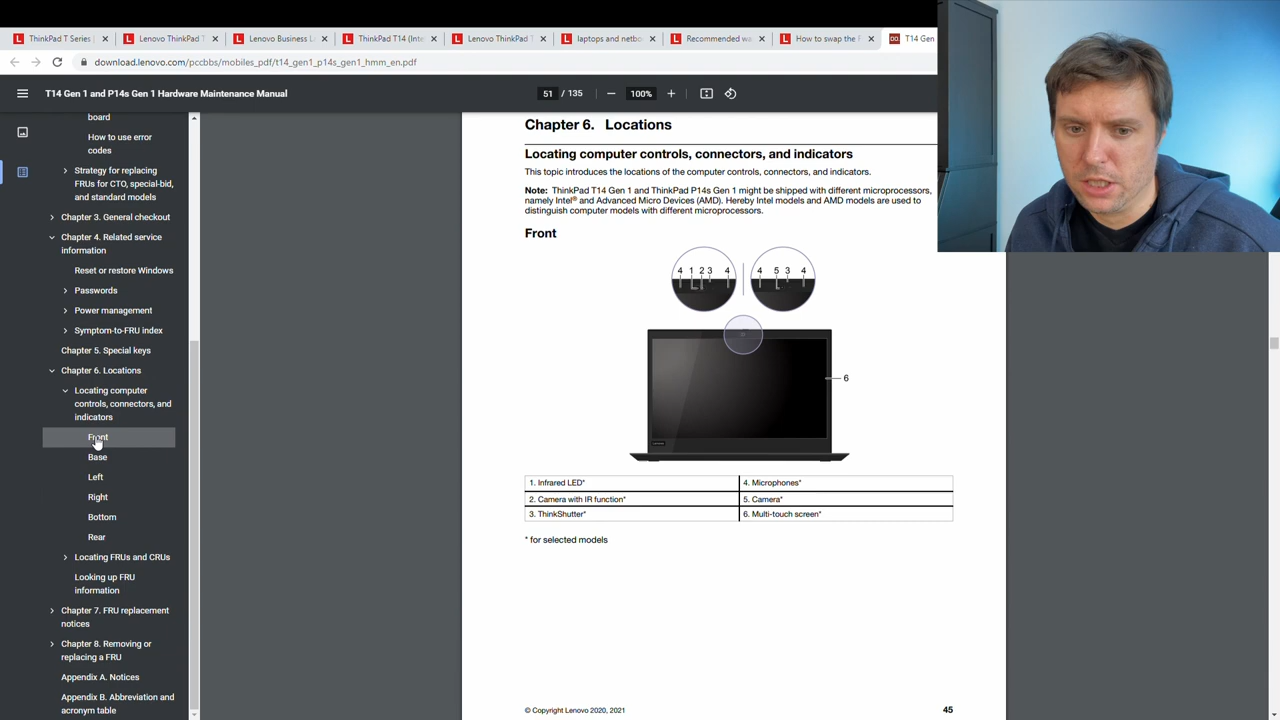 ThinkPad T Series |
Lenovo ThinkPad T
Lenovo Business L
ThinkPad T14 (Inte
Lenovo ThinkPad T
laptops and netbo
Recommended wa
How to swap the F
T14 Gen
download.lenovo.com/pccbbs/mobiles_pdf/t14_gen1_p14s_gen1_hmm_en.pdf
T14 Gen 1 and P14s Gen 1 Hardware Maintenance Manual
51 / 135
100%
board
How to use error
codes
Strategy for replacing
FRUs for CTO, special-bid,
and standard models
Chapter 3. General checkout
Chapter 4. Related service
information
Reset or restore Windows
Passwords
Power management
Symptom-to-FRU index
Chapter 5. Special keys
Chapter 6. Locations
Locating computer
controls, connectors, and
indicators
Front
Base
Left
Right
Bottom
Rear
Locating FRUs and CRUs
Looking up FRU
information
Chapter 7. FRU replacement
notices
Chapter 8. Removing or
replacing a FRU
Appendix A. Notices
Appendix B. Abbreviation and
acronym table
Chapter 6. Locations
Locating computer controls, connectors, and indicators
This topic introduces the locations of the computer controls, connectors, and indicators.
Note: ThinkPad T14 Gen 1 and ThinkPad P14s Gen 1 might be shipped with different microprocessors,
namely Intel® and Advanced Micro Devices (AMD). Hereby Intel models and AMD models are used to
distinguish computer models with different microprocessors.
Front
4 1 2 3 4
4 5 3 4
6
1. Infrared LED* 4. Microphones*
2. Camera with IR function* 5. Camera*
3. ThinkShutter* 6. Multi-touch screen*
* for selected models
© Copyright Lenovo 2020, 2021
45